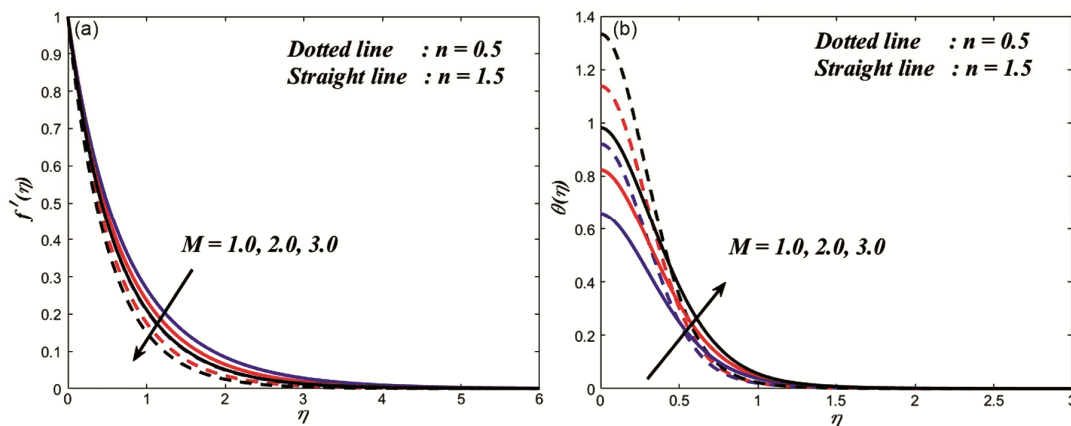 (a)
Dotted line : n = 0.5
Straight line : n = 1.5
M = 1.0, 2.0, 3.0
f '(η)
1
0.9
0.8
0.7
0.6
0.5
0.4
0.3
0.2
0.1
0
0 1 2 3 4 5 6
η
(b)
Dotted line : n = 0.5
Straight line : n = 1.5
M = 1.0, 2.0, 3.0
θ(η)
1.4
1.2
1
0.8
0.6
0.4
0.2
0
0 0.5 1 1.5 2 2.5 3
η